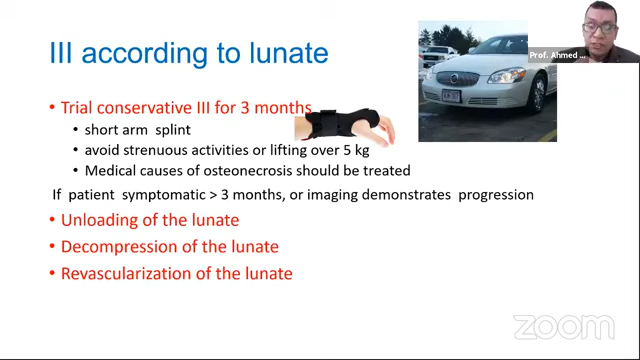 III according to lunate
Prof. Ahmed ...
• Trial conservative III for 3 months
• short arm splint
• avoid strenuous activities or lifting over 5 kg
• Medical causes of osteonecrosis should be treated
If patient symptomatic > 3 months, or imaging demonstrates progression
• Unloading of the lunate
• Decompression of the lunate
• Revascularization of the lunate
zoom